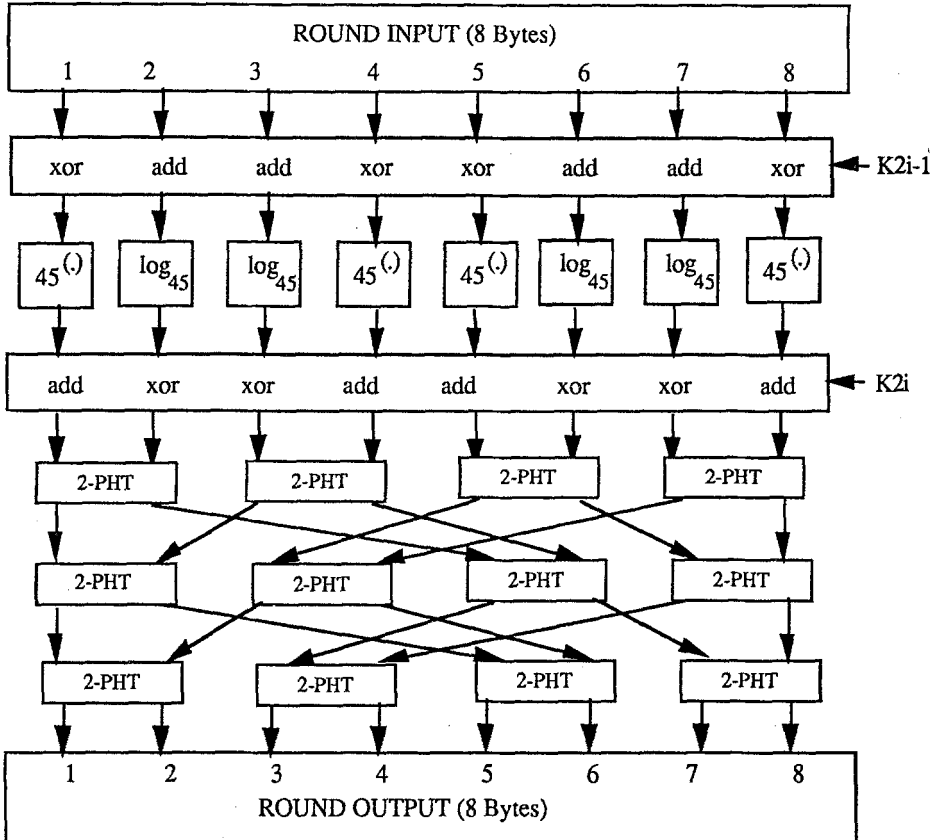 ROUND INPUT (8 Bytes)
1 2 3 4 5 6 7 8
xor add add xor xor add add xor
K2i-1
45(.) log45 log45 45(.) 45(.) log45 log45 45(.)
add xor xor add add xor xor add
K2i
2-PHT 2-PHT 2-PHT 2-PHT
2-PHT 2-PHT 2-PHT 2-PHT
2-PHT 2-PHT 2-PHT 2-PHT
1 2 3 4 5 6 7 8
ROUND OUTPUT (8 Bytes)